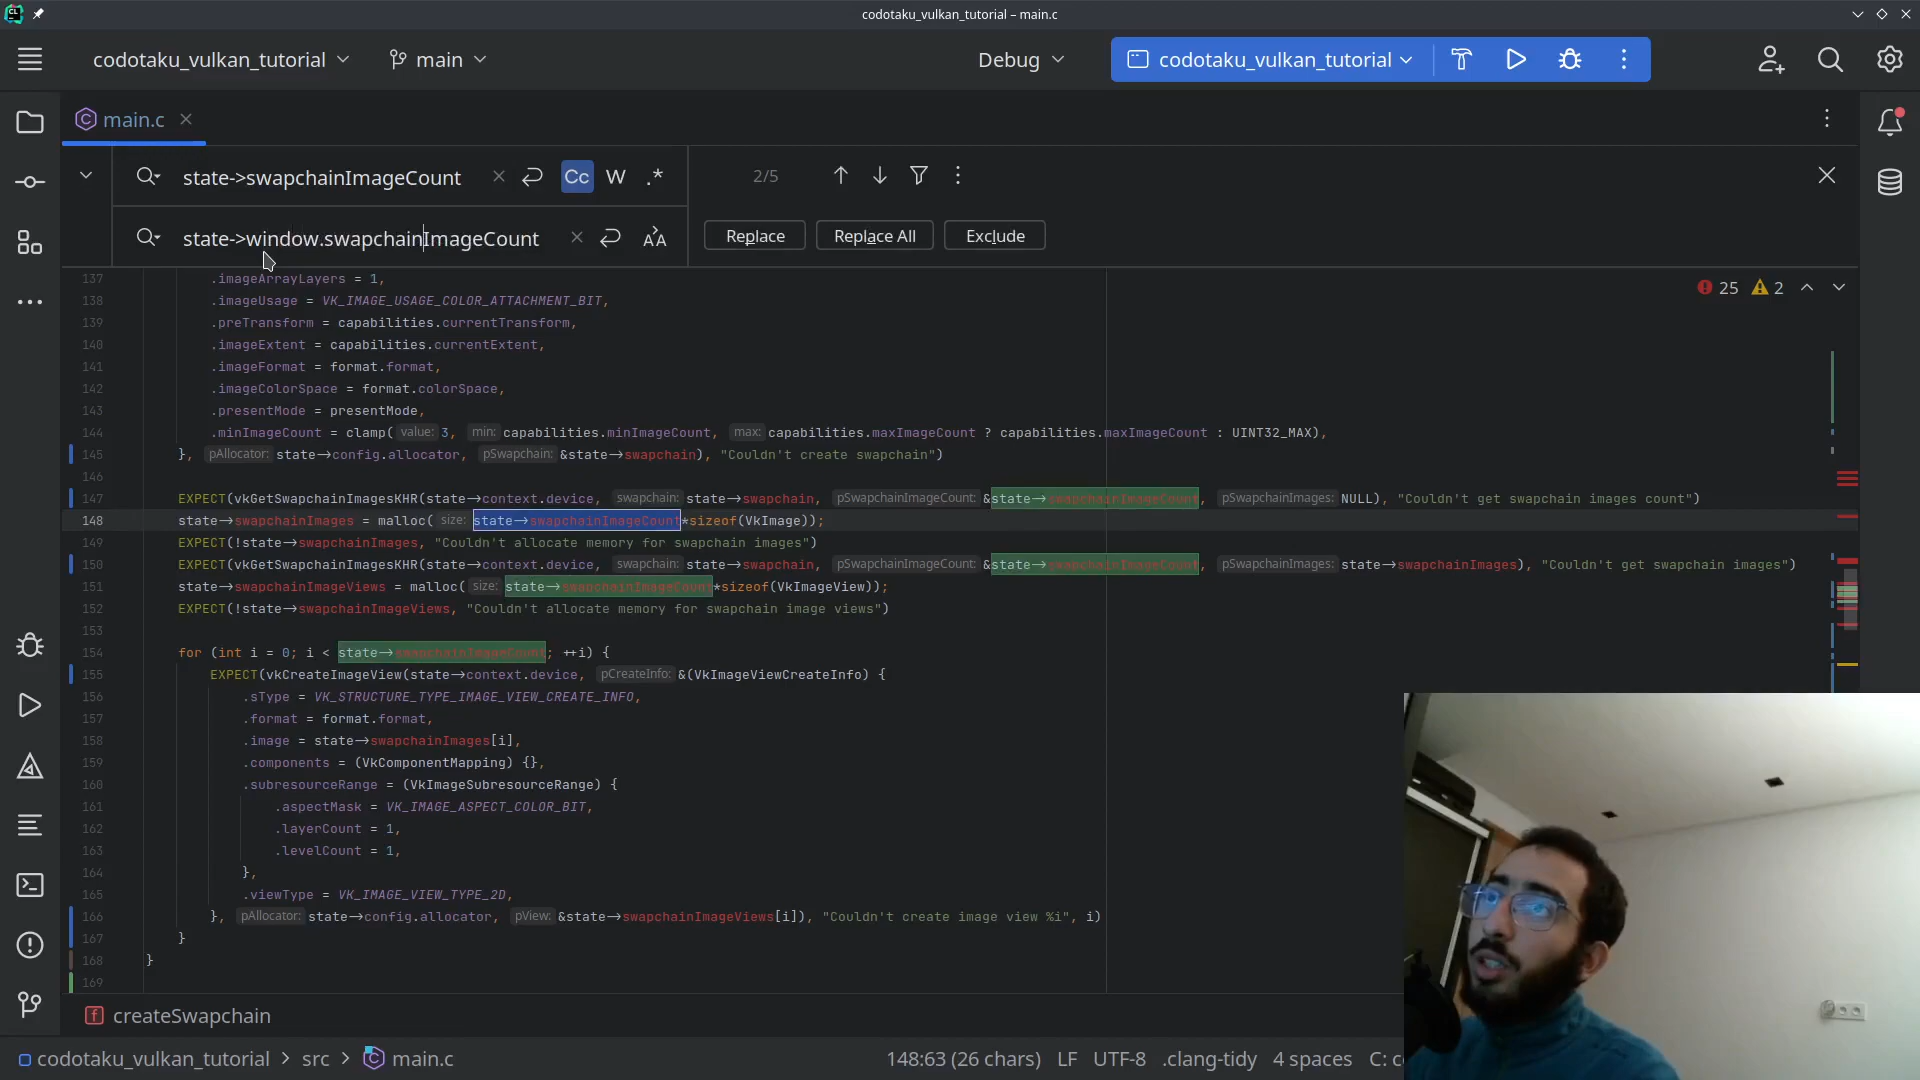 codotaku_vulkan_tutorial – main.c
codotaku_vulkan_tutorial main Debug codotaku_vulkan_tutorial
main.c
state->swapchainImageCount Cc W .* 2/5
state->window.swapchainImageCount Replace Replace All Exclude
137 .imageArrayLayers = 1, 25 2
138 .imageUsage = VK_IMAGE_USAGE_COLOR_ATTACHMENT_BIT,
139 .preTransform = capabilities.currentTransform,
140 .imageExtent = capabilities.currentExtent,
141 .imageFormat = format.format,
142 .imageColorSpace = format.colorSpace,
143 .presentMode = presentMode,
144 .minImageCount = clamp( value: 3, min: capabilities.minImageCount, max: capabilities.maxImageCount ? capabilities.maxImageCount : UINT32_MAX),
145 }, pAllocator: state->config.allocator, pSwapchain: &state->swapchain), "Couldn't create swapchain")
146
147 EXPECT(vkGetSwapchainImagesKHR(state->context.device, swapchain: state->swapchain, pSwapchainImageCount: &state->swapchainImageCount, pSwapchainImages: NULL), "Couldn't get swapchain images count")
148 state->swapchainImages = malloc( size: state->swapchainImageCount*sizeof(VkImage));
149 EXPECT(!state->swapchainImages, "Couldn't allocate memory for swapchain images")
150 EXPECT(vkGetSwapchainImagesKHR(state->context.device, swapchain: state->swapchain, pSwapchainImageCount: &state->swapchainImageCount, pSwapchainImages: state->swapchainImages), "Couldn't get swapchain images")
151 state->swapchainImageViews = malloc( size: state->swapchainImageCount*sizeof(VkImageView));
152 EXPECT(!state->swapchainImageViews, "Couldn't allocate memory for swapchain image views")
153
154 for (int i = 0; i < state->swapchainImageCount; ++i) {
155 EXPECT(vkCreateImageView(state->context.device, pCreateInfo: &(VkImageViewCreateInfo) {
156 .sType = VK_STRUCTURE_TYPE_IMAGE_VIEW_CREATE_INFO,
157 .format = format.format,
158 .image = state->swapchainImages[i],
159 .components = (VkComponentMapping) {},
160 .subresourceRange = (VkImageSubresourceRange) {
161 .aspectMask = VK_IMAGE_ASPECT_COLOR_BIT,
162 .layerCount = 1,
163 .levelCount = 1,
164 },
165 .viewType = VK_IMAGE_VIEW_TYPE_2D,
166 }, pAllocator: state->config.allocator, pView: &state->swapchainImageViews[i]), "Couldn't create image view %i", i)
167 }
168 }
169
f createSwapchain
codotaku_vulkan_tutorial > src > main.c 148:63 (26 chars) LF UTF-8 .clang-tidy 4 spaces